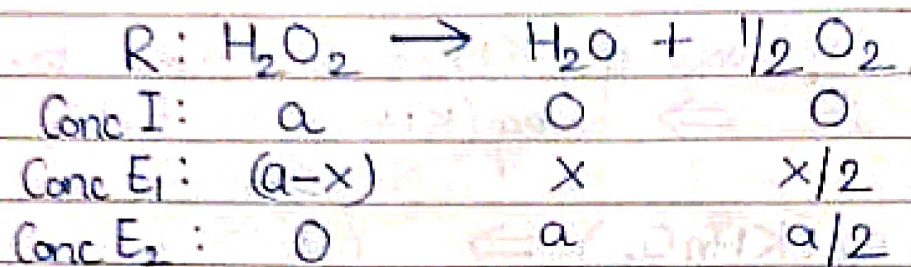 R: H₂O₂ ⟶ H₂O + 1/2 O₂
Conc I: a 0 0
Conc E₁: (a-x) x x/2
Conc E₂: 0 a a/2